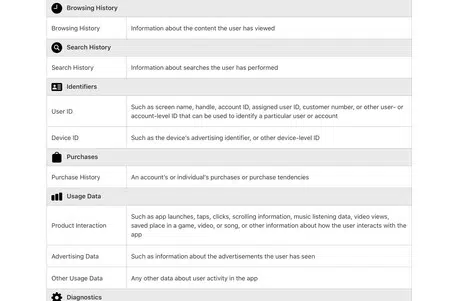 Browsing History
Browsing History Information about the content the user has viewed
Search History
Search History Information about searches the user has performed
Identifiers
User ID Such as screen name, handle, account ID, assigned user ID, customer number, or other user- or
account-level ID that can be used to identify a particular user or account
Device ID Such as the device's advertising identifier, or other device-level ID
Purchases
Purchase History An account's or individual's purchases or purchase tendencies
Usage Data
Product Interaction Such as app launches, taps, clicks, scrolling information, music listening data, video views,
saved place in a game, video, or song, or other information about how the user interacts with the
app
Advertising Data Such as information about the advertisements the user has seen
Other Usage Data Any other data about user activity in the app
Diagnostics